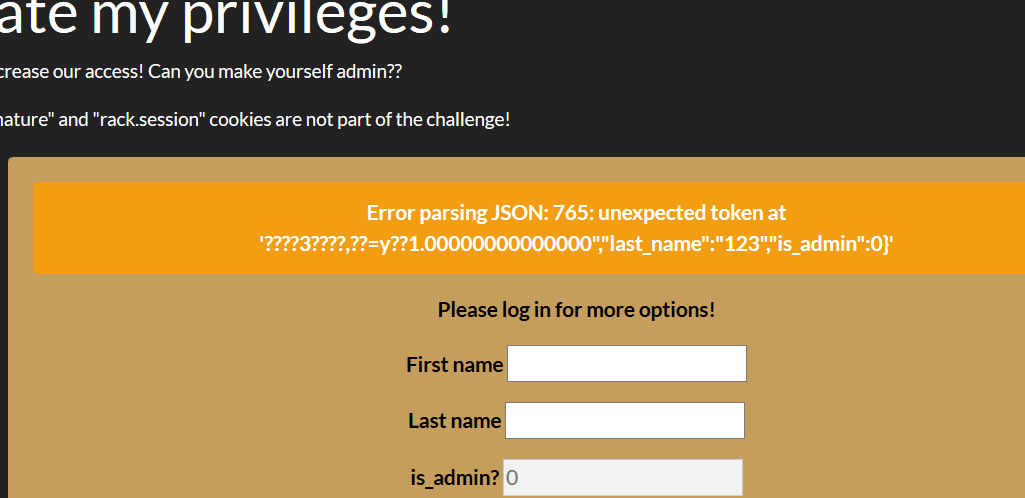 ate my privileges!
crease our access! Can you make yourself admin??
nature" and "rack.session" cookies are not part of the challenge!
Error parsing JSON: 765: unexpected token at
'????3????,??=y??1.00000000000000","last_name":"123","is_admin":0}'
Please log in for more options!
First name
Last name
is_admin? 0